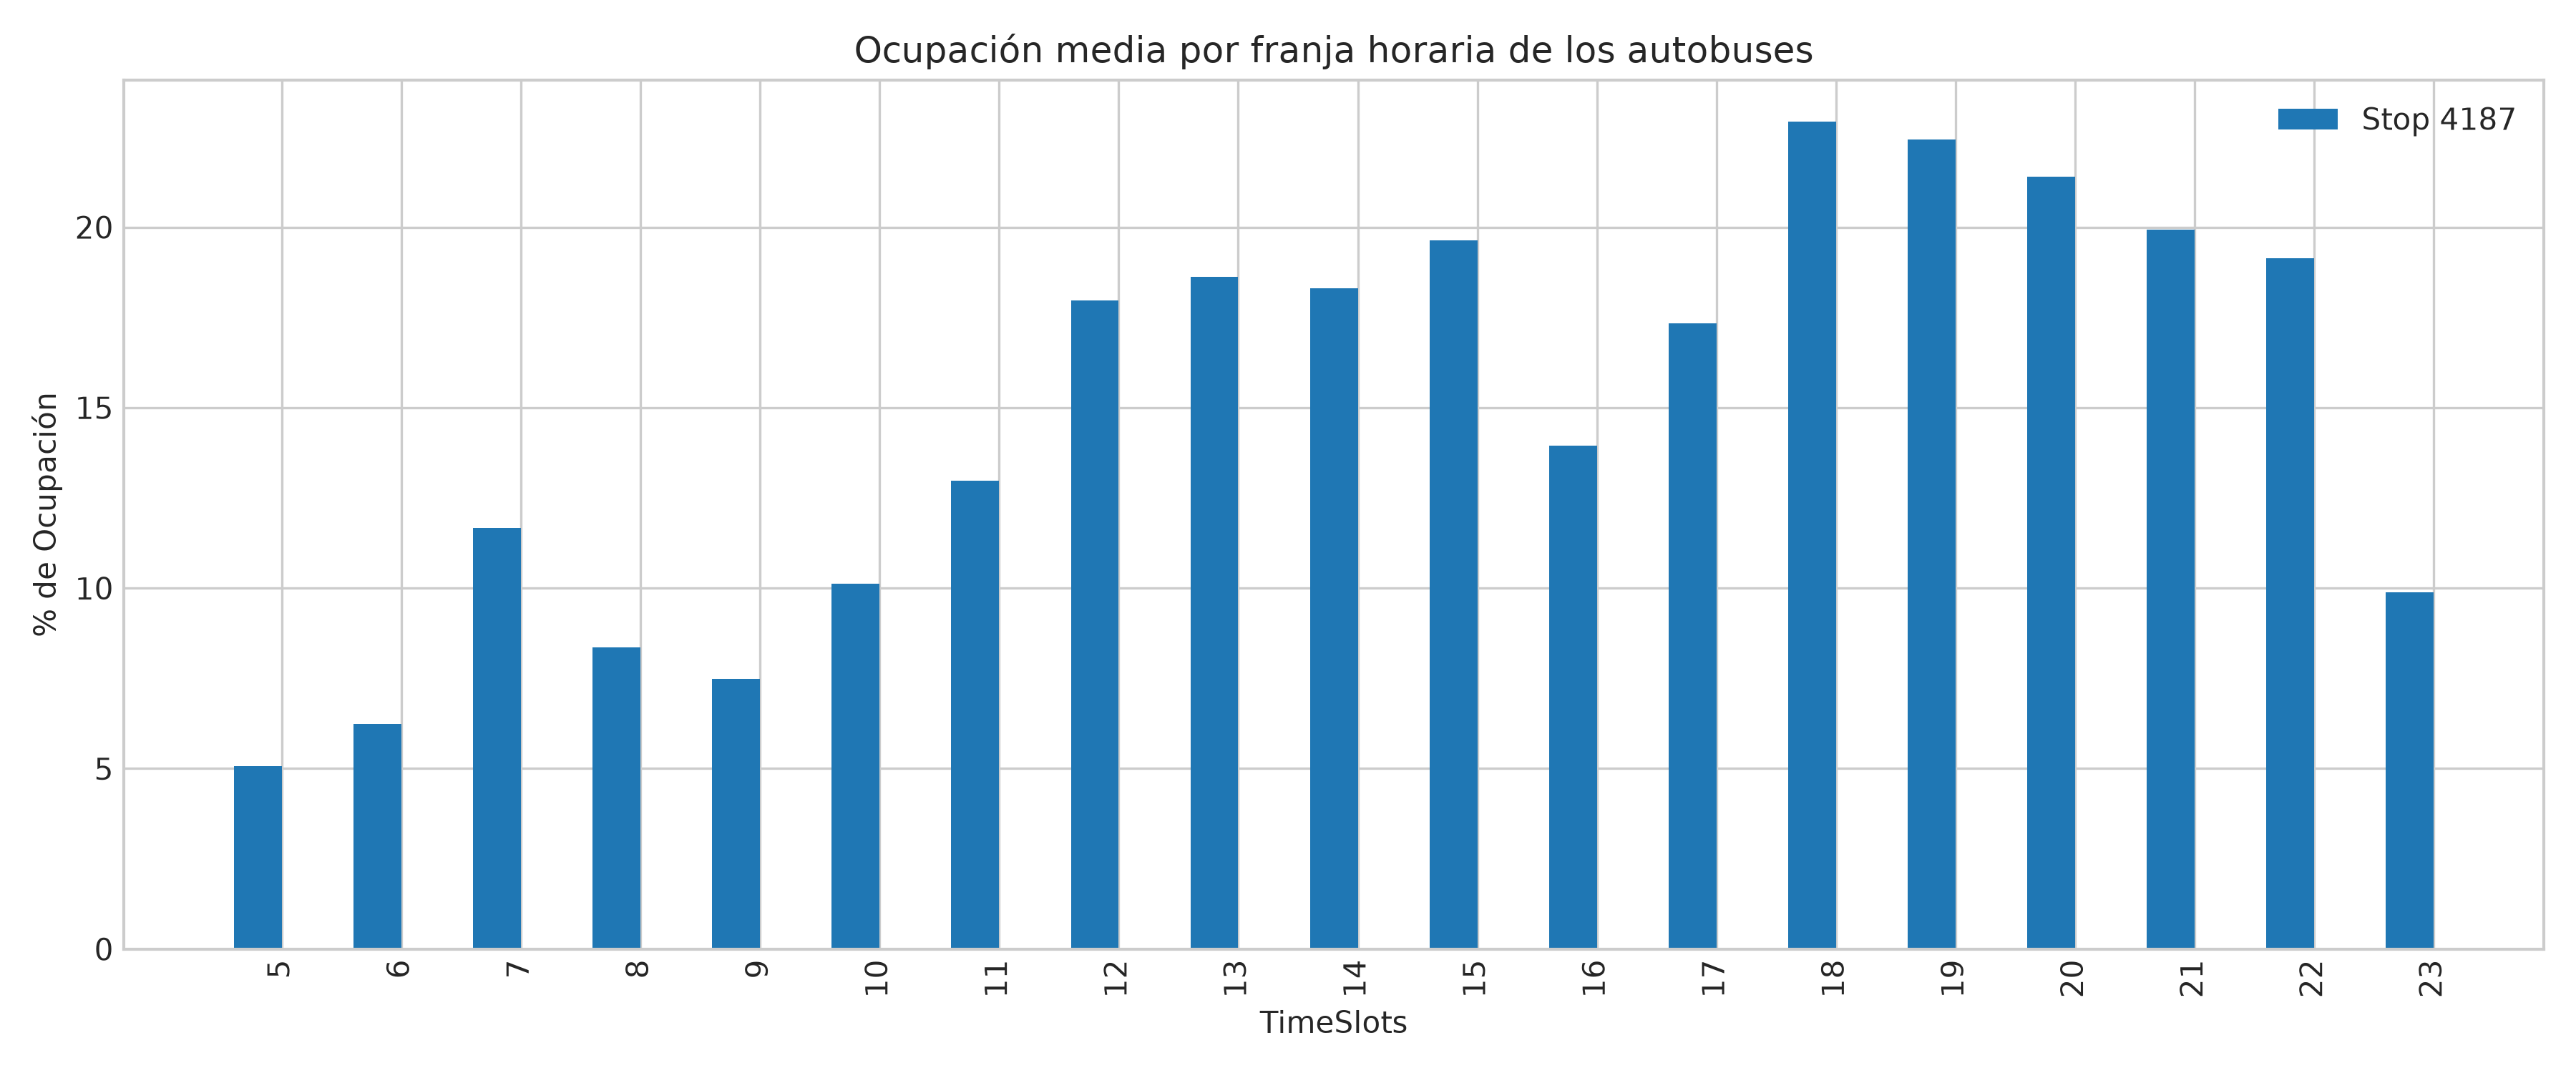 Ocupación media por franja horaria de los autobuses
Stop 4187
% de Ocupación
20
15
10
5
0
5 6 7 8 9 10 11 12 13 14 15 16 17 18 19 20 21 22 23
TimeSlots